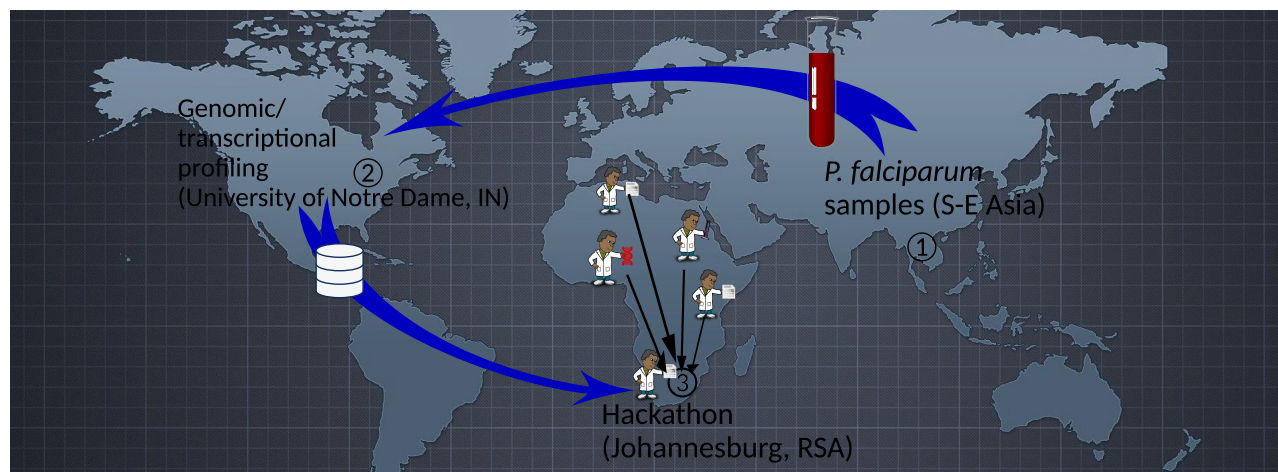 Genomic/
transcriptional
profiling
②
(University of Notre Dame, IN)
P. falciparum
samples (S-E Asia)
①
③
Hackathon
(Johannesburg, RSA)